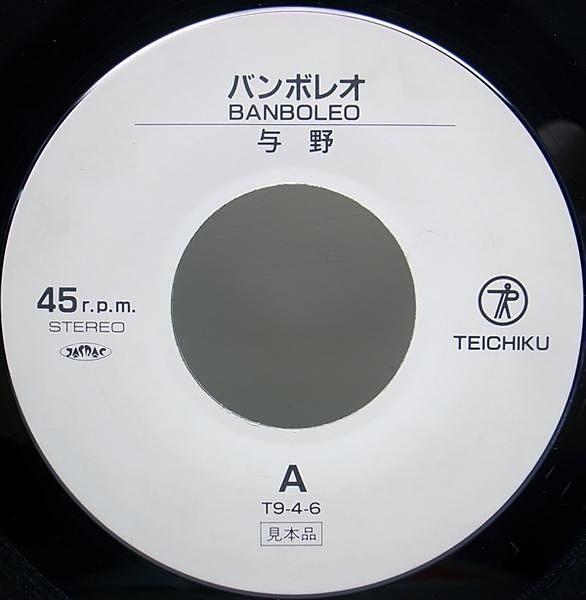 バンボレオ
BANBOLEO
与 野
45 r.p.m.
STEREO
JASRAC
TEICHIKU
A
T9-4-6
見本品